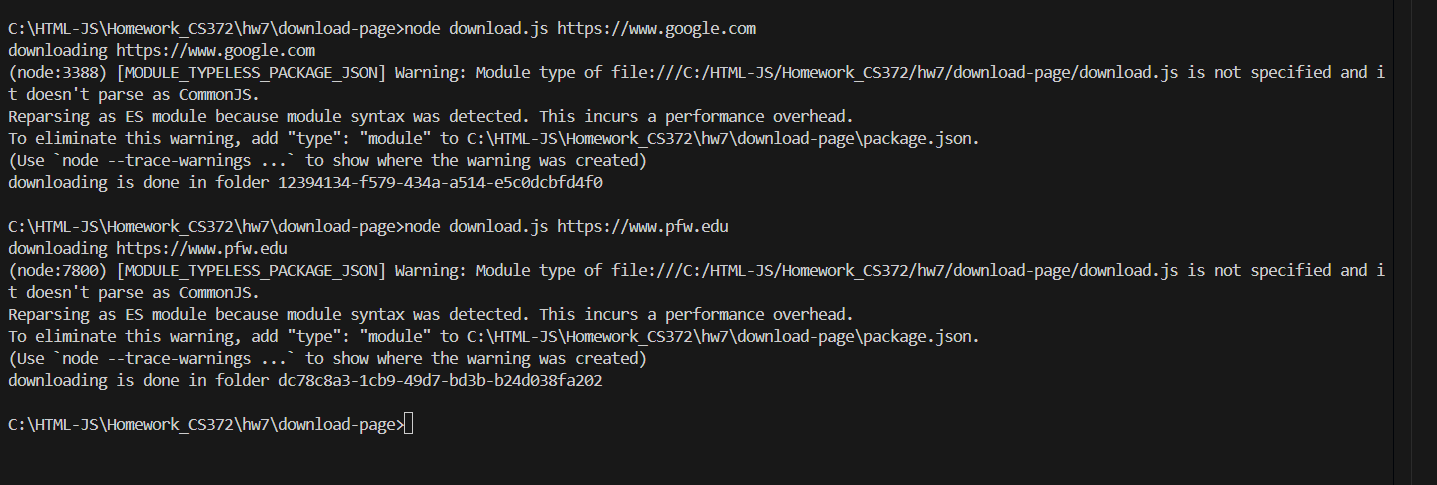 C:\HTML-JS\Homework_CS372\hw7\download-page>node download.js https://www.google.com
downloading https://www.google.com
(node:3388) [MODULE_TYPELESS_PACKAGE_JSON] Warning: Module type of file:///C:/HTML-JS/Homework_CS372/hw7/download-page/download.js is not specified and i
t doesn't parse as CommonJS.
Reparsing as ES module because module syntax was detected. This incurs a performance overhead.
To eliminate this warning, add "type": "module" to C:\HTML-JS\Homework_CS372\hw7\download-page\package.json.
(Use `node --trace-warnings ...` to show where the warning was created)
downloading is done in folder 12394134-f579-434a-a514-e5c0dcbfd4f0
C:\HTML-JS\Homework_CS372\hw7\download-page>node download.js https://www.pfw.edu
downloading https://www.pfw.edu
(node:7800) [MODULE_TYPELESS_PACKAGE_JSON] Warning: Module type of file:///C:/HTML-JS/Homework_CS372/hw7/download-page/download.js is not specified and i
t doesn't parse as CommonJS.
Reparsing as ES module because module syntax was detected. This incurs a performance overhead.
To eliminate this warning, add "type": "module" to C:\HTML-JS\Homework_CS372\hw7\download-page\package.json.
(Use `node --trace-warnings ...` to show where the warning was created)
downloading is done in folder dc78c8a3-1cb9-49d7-bd3b-b24d038fa202
C:\HTML-JS\Homework_CS372\hw7\download-page>